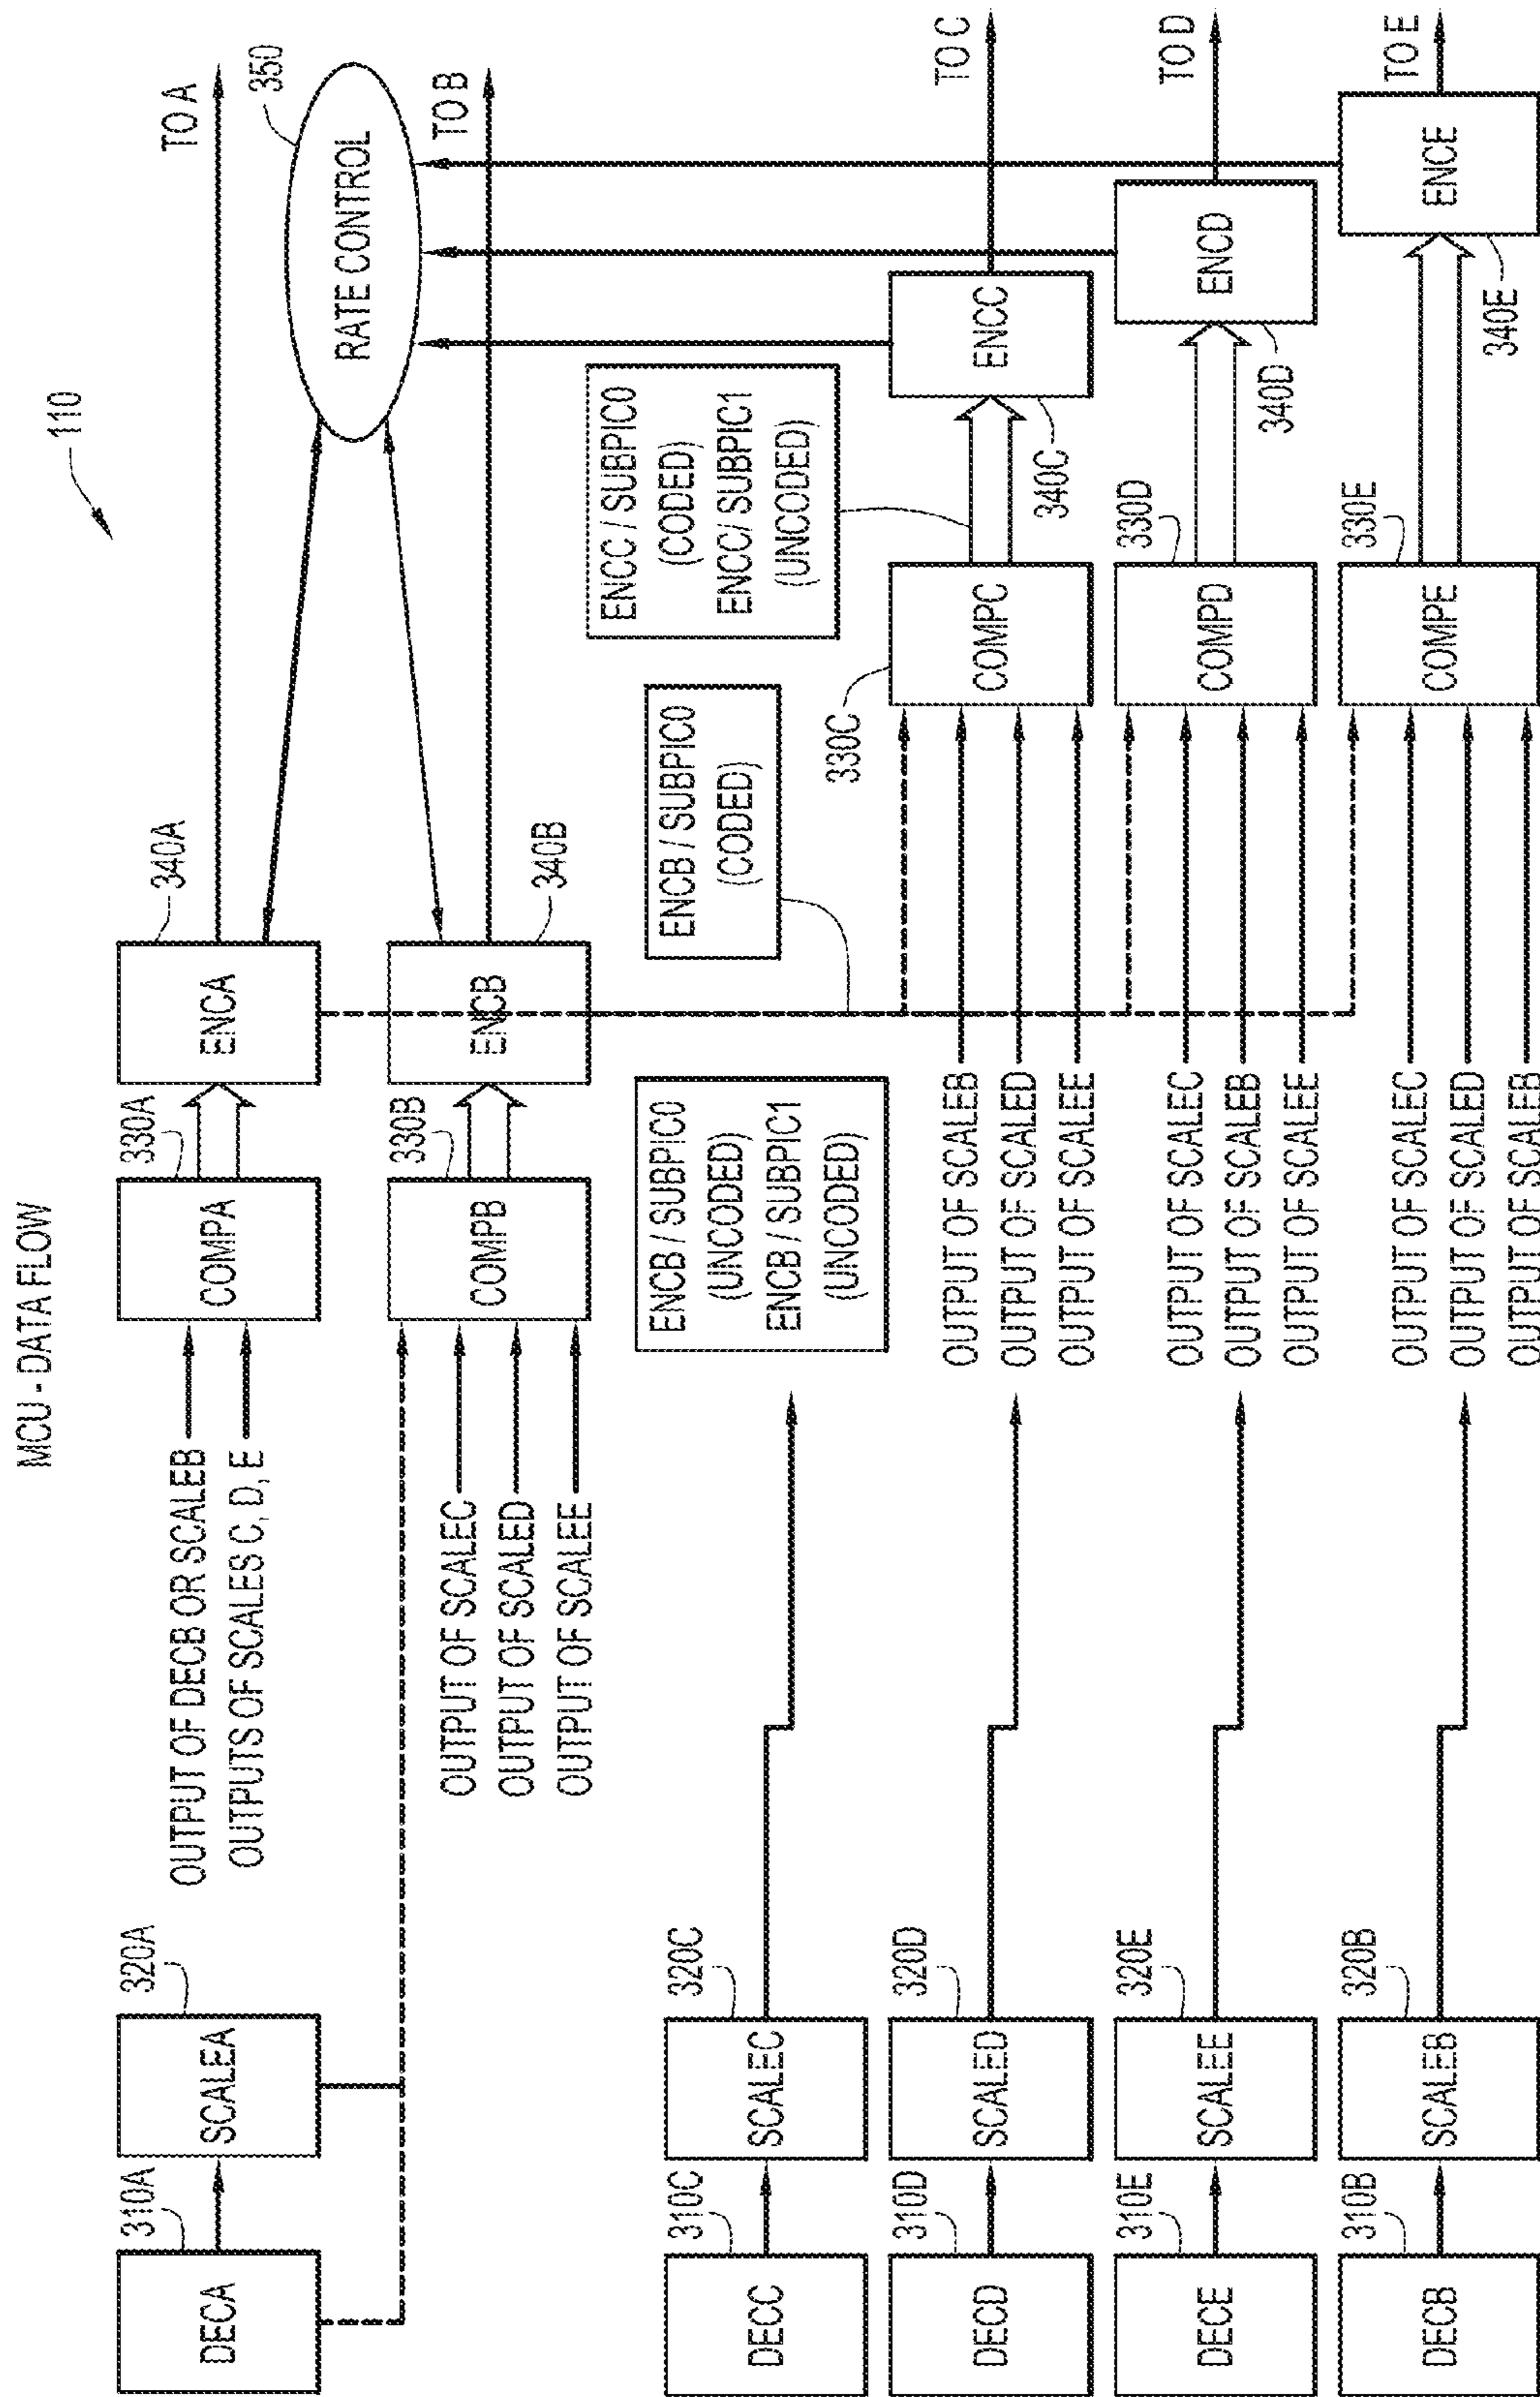 MCU - DATA FLOW
110
DECA
310A
SCALEA
320A
OUTPUT OF DECB OR SCALEB
OUTPUTS OF SCALES C, D, E
COMPA
330A
ENCA
340A
TO A
RATE CONTROL
350
OUTPUT OF SCALEC
OUTPUT OF SCALED
OUTPUT OF SCALEE
COMPB
330B
ENCB
340B
TO B
ENCB / SUBPIC0
(UNCODED)
ENCB / SUBPIC1
(UNCODED)
ENCB / SUBPIC0
(CODED)
ENCC / SUBPIC0
(CODED)
ENCC/ SUBPIC1
(UNCODED)
DECC
310C
SCALEC
320C
OUTPUT OF SCALEB
OUTPUT OF SCALED
OUTPUT OF SCALEE
330C
COMPC
340C
ENCC
TO C
DECD
310D
SCALED
320D
OUTPUT OF SCALEC
OUTPUT OF SCALEB
OUTPUT OF SCALEE
COMPD
330D
ENCD
340D
TO D
DECE
310E
SCALEE
320E
OUTPUT OF SCALEC
OUTPUT OF SCALED
OUTPUT OF SCALEB
COMPE
330E
ENCE
340E
TO E
DECB
310B
SCALEB
320B